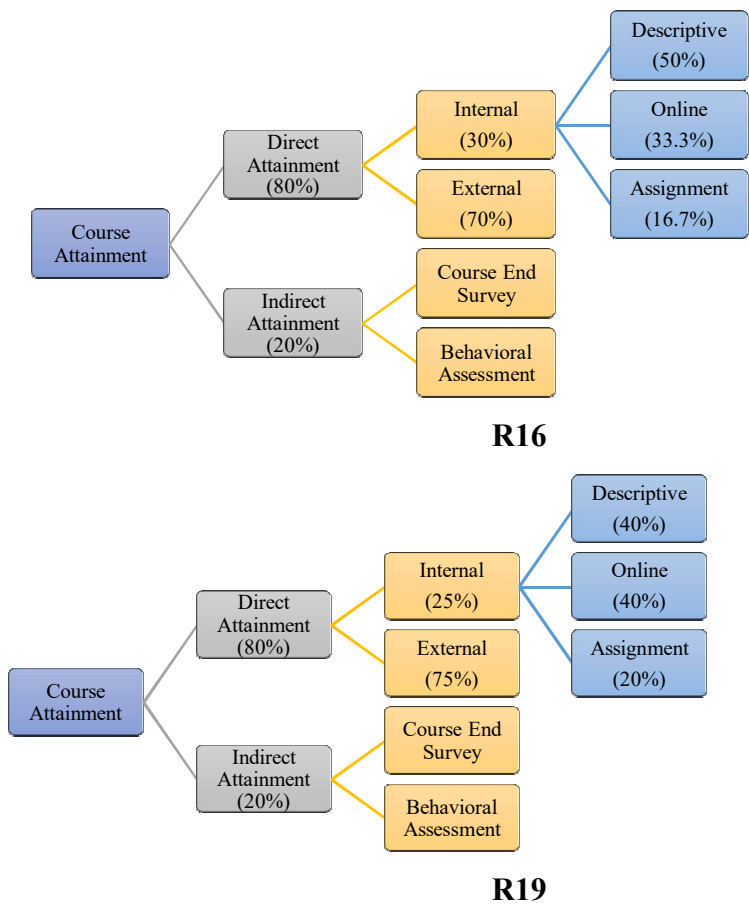 Course
Attainment
Direct
Attainment
(80%)
Indirect
Attainment
(20%)
Internal
(30%)
External
(70%)
Course End
Survey
Behavioral
Assessment
Descriptive
(50%)
Online
(33.3%)
Assignment
(16.7%)
R16
Course
Attainment
Direct
Attainment
(80%)
Indirect
Attainment
(20%)
Internal
(25%)
External
(75%)
Course End
Survey
Behavioral
Assessment
Descriptive
(40%)
Online
(40%)
Assignment
(20%)
R19